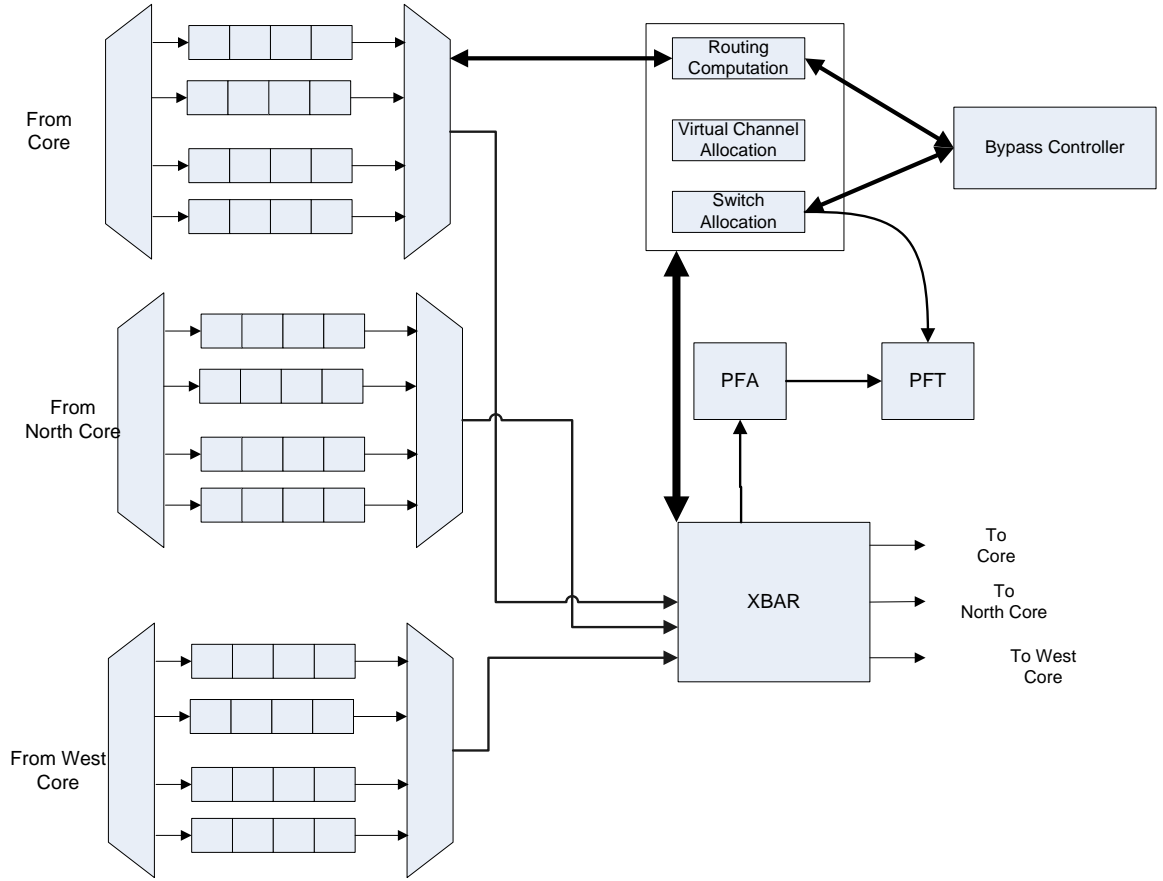 From
Core
Routing
Computation
Virtual Channel
Allocation
Switch
Allocation
Bypass Controller
From
North Core
PFA
PFT
XBAR
To
Core
To
North Core
To West
Core
From West
Core